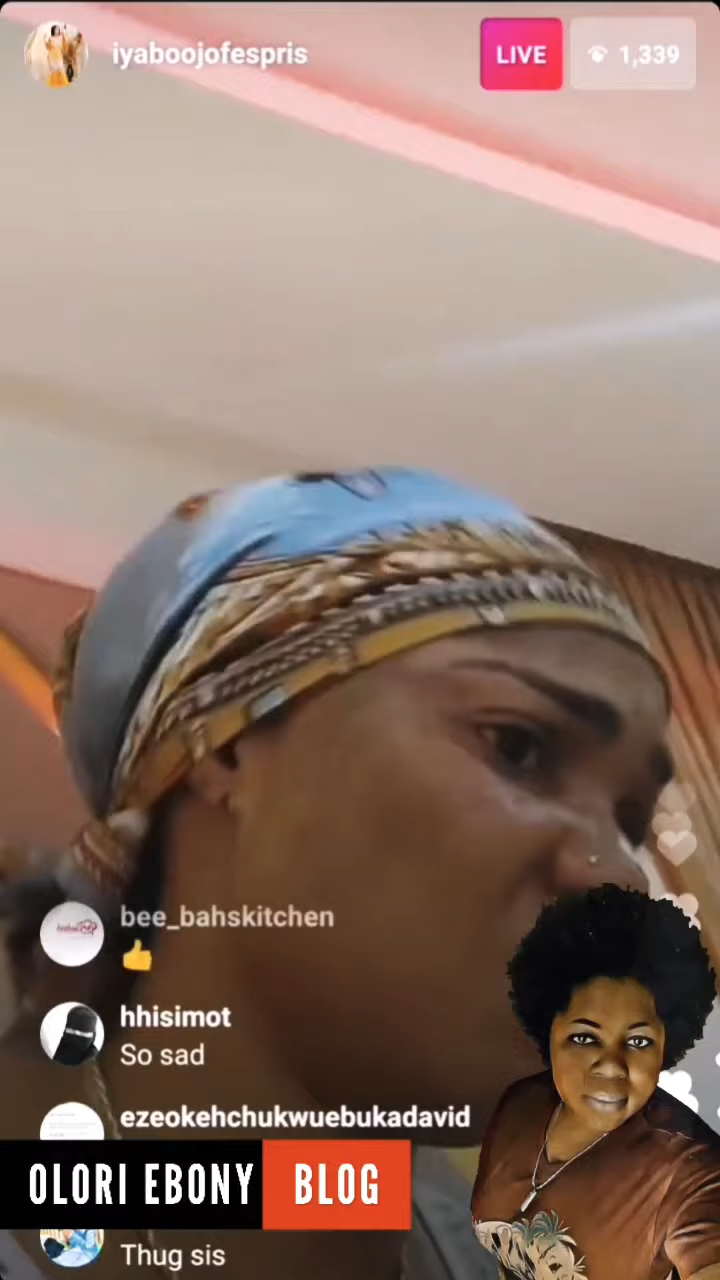 iyaboojofespris
LIVE
1,339
bee_bahskitchen
👍
hhisimot
So sad
ezeokehchukwuebukadavid
OLORI EBONY BLOG
Thug sis